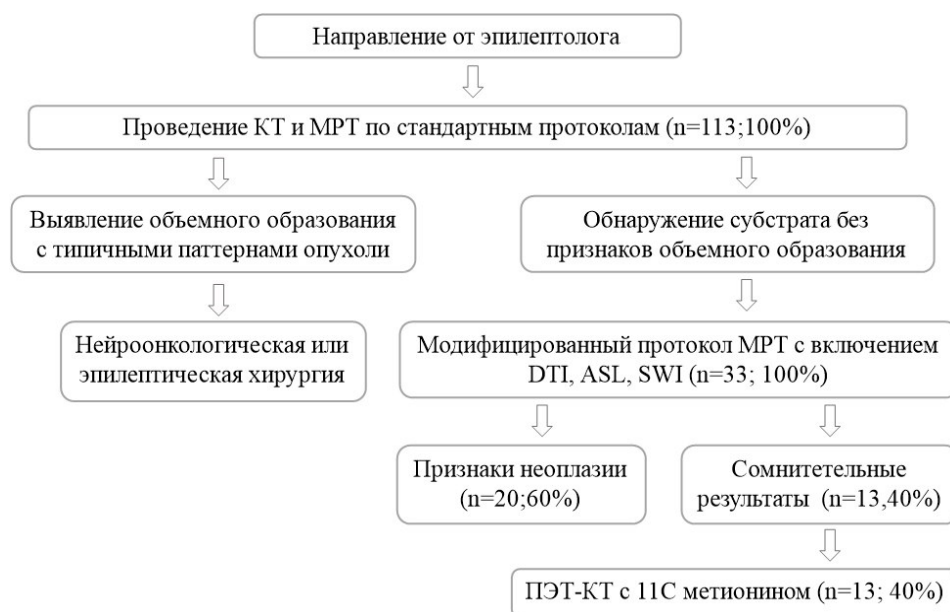 Направление от эпилептолога
Проведение КТ и МРТ по стандартным протоколам (n=113;100%)
Выявление объемного образования
с типичными паттернами опухоли
Обнаружение субстрата без
признаков объемного образования
Нейроонкологическая или
эпилептическая хирургия
Модифицированный протокол МРТ с включением
DTI, ASL, SWI (n=33; 100%)
Признаки неоплазии
(n=20;60%)
Сомнитетельные
результаты (n=13,40%)
ПЭТ-КТ с 11С метионином (n=13; 40%)